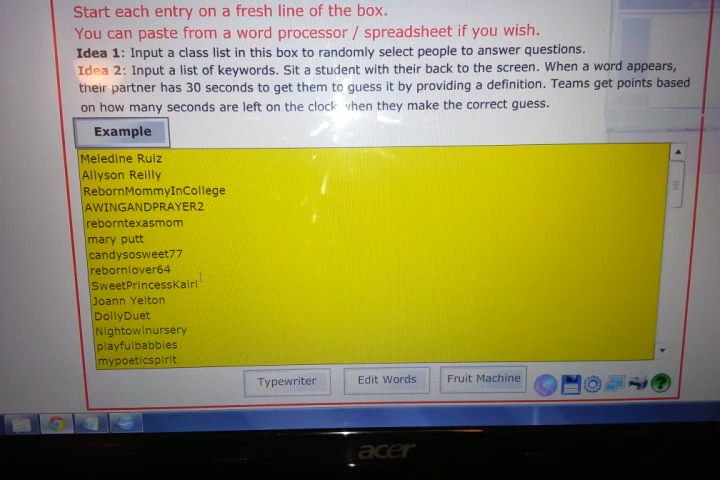 Start each entry on a fresh line of the box.
You can paste from a word processor / spreadsheet if you wish.
Idea 1: Input a class list in this box to randomly select people to answer questions.
Idea 2: Input a list of keywords. Sit a student with their back to the screen. When a word appears,
their partner has 30 seconds to get them to guess it by providing a definition. Teams get points based
on how many seconds are left on the clock when they make the correct guess.
Example
Meledine Ruiz
Allyson Reilly
RebornMommyInCollege
AWINGANDPRAYER2
reborntexasmom
mary putt
candysosweet77
rebornlover64
SweetPrincessKairi
Joann Yelton
DollyDuet
Nightowlnursery
playfulbabbies
mypoeticspirit
Typewriter
Edit Words
Fruit Machine
acer